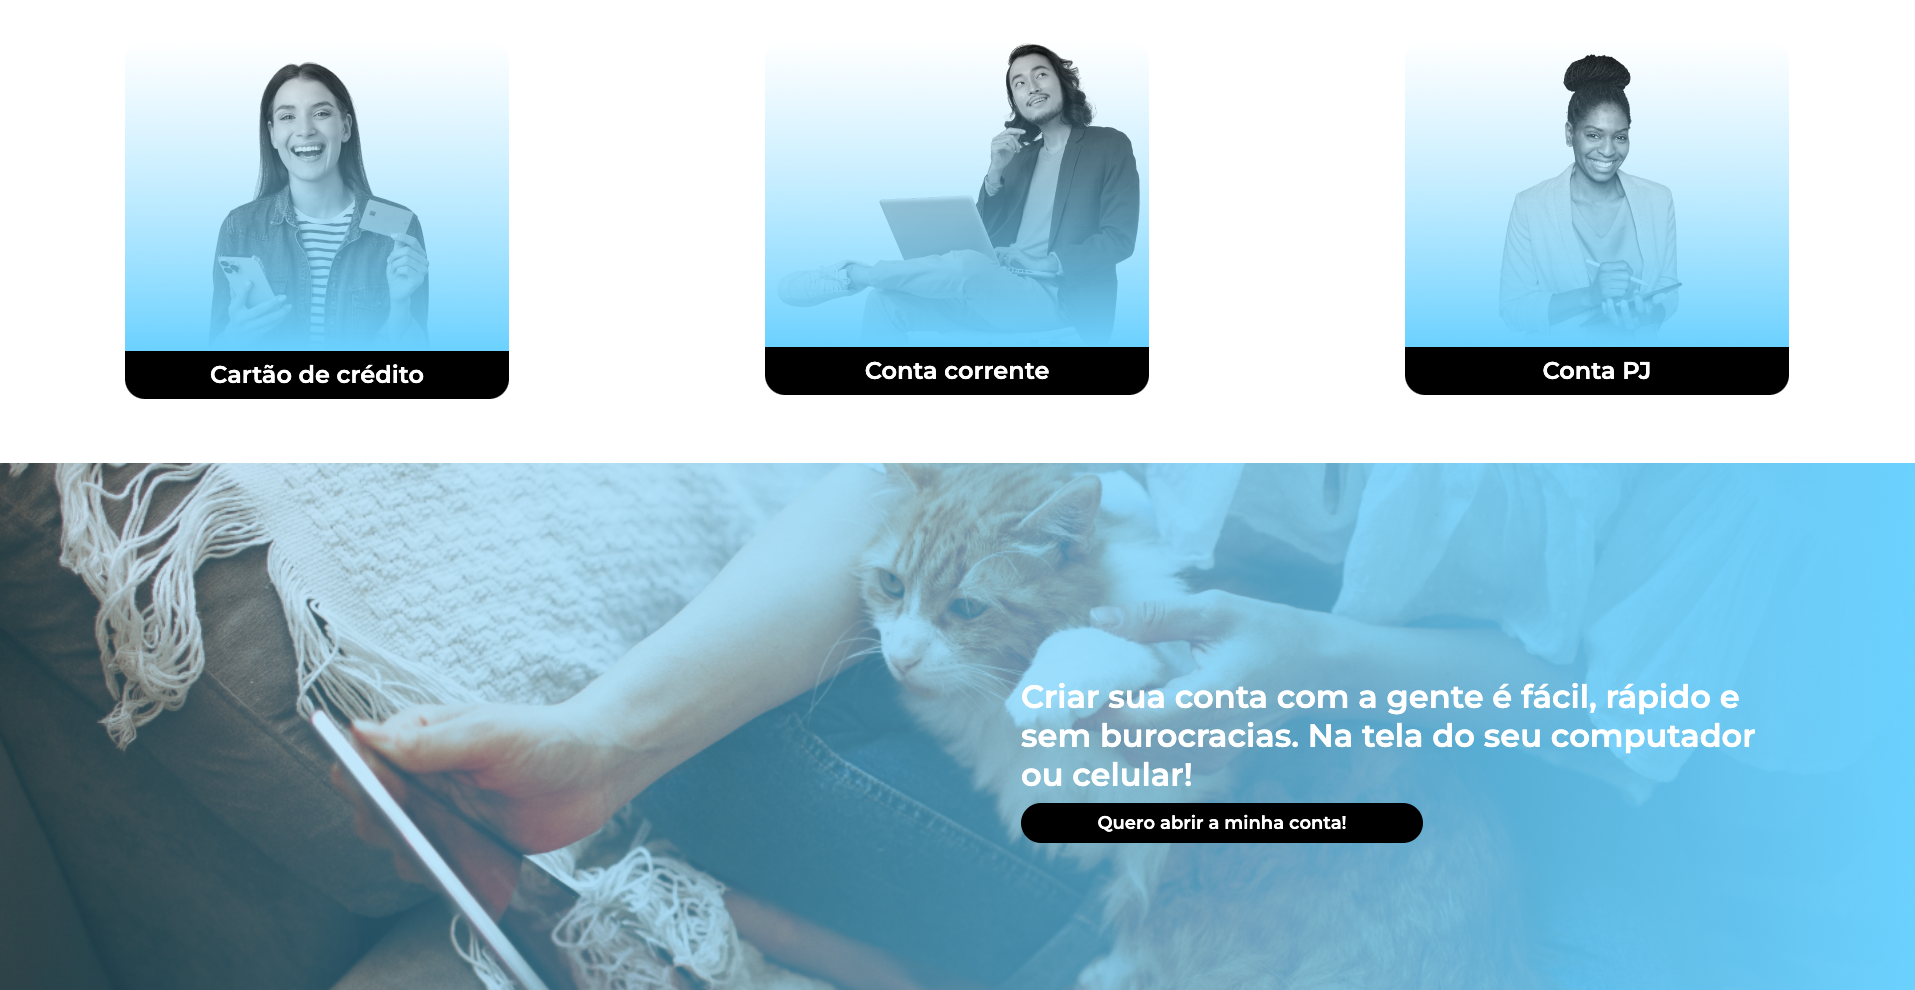 Cartão de crédito
Conta corrente
Conta PJ
Criar sua conta com a gente é fácil, rápido e
sem burocracias. Na tela do seu computador
ou celular!
Quero abrir a minha conta!